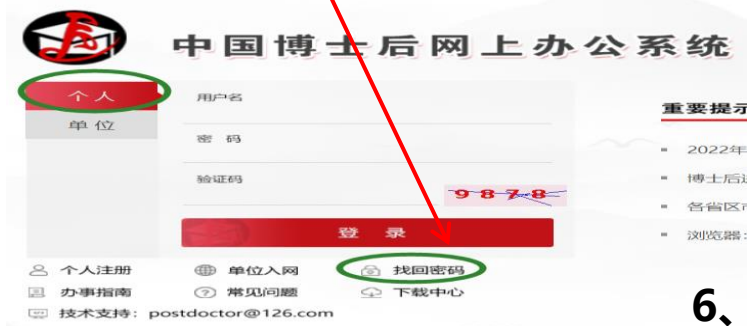 中国博士后网上办公系统
个人
单位
用户名
密 码
验证码
9878
登 录
个人注册 单位入网 找回密码
办事指南 常见问题 下载中心
技术支持：postdoctor@126.com
重要提示
2022年
博士后进
各省区市
浏览器：
6、